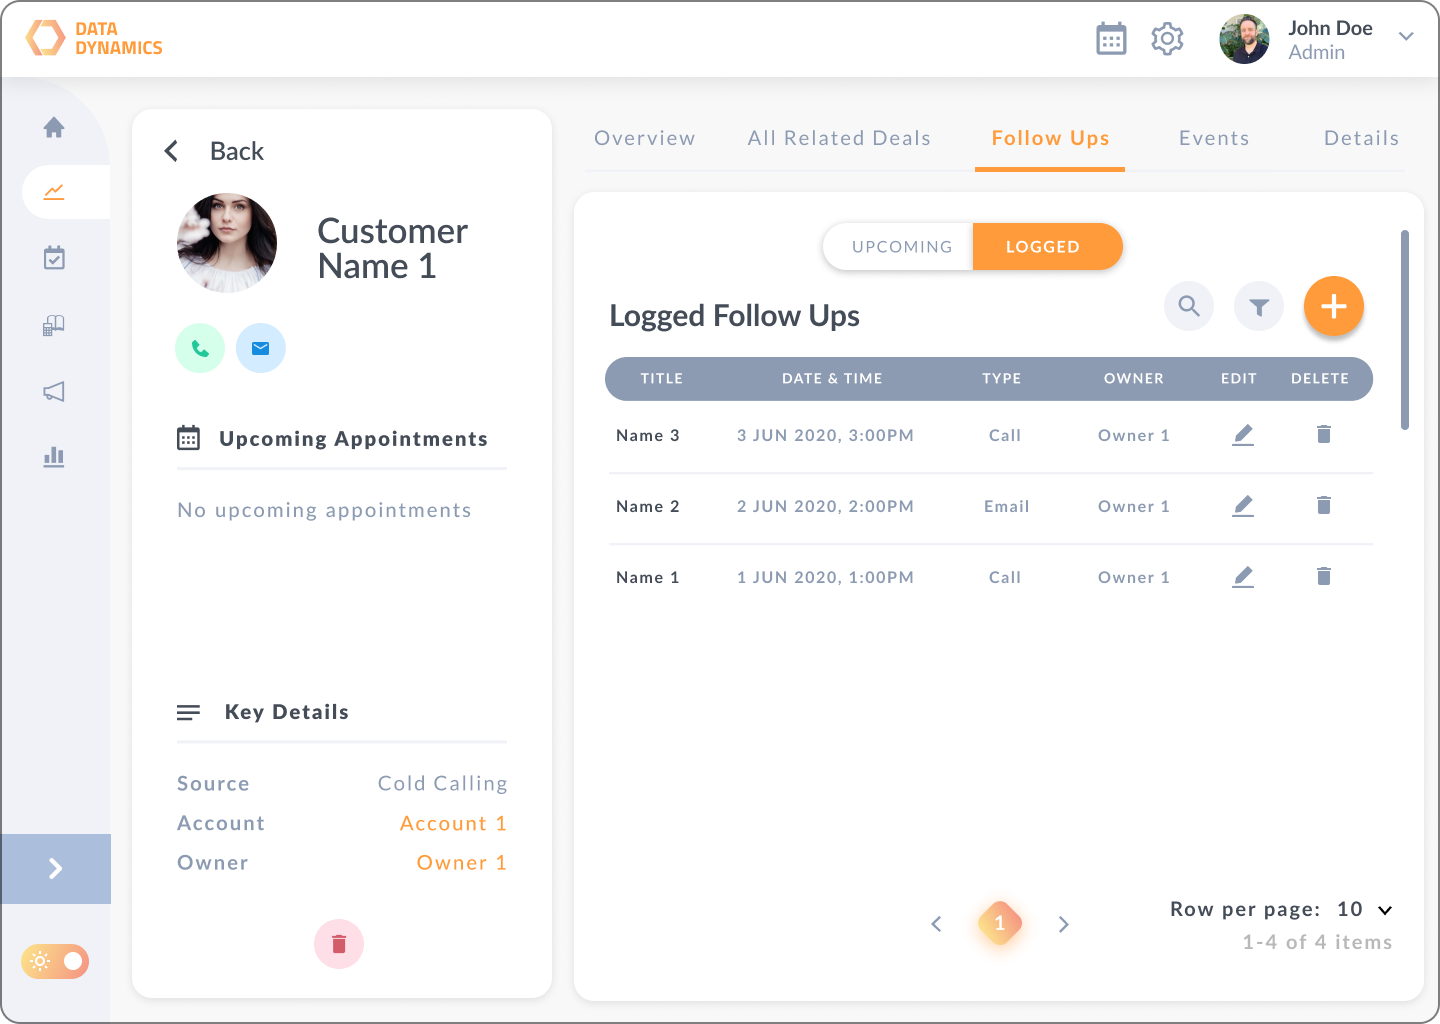 DATA
DYNAMICS
John Doe
Admin
Back
Customer
Name 1
Upcoming Appointments
No upcoming appointments
Key Details
Source Cold Calling
Account Account 1
Owner Owner 1
Overview All Related Deals Follow Ups Events Details
UPCOMING LOGGED
Logged Follow Ups
TITLE DATE & TIME TYPE OWNER EDIT DELETE
Name 3 3 JUN 2020, 3:00PM Call Owner 1
Name 2 2 JUN 2020, 2:00PM Email Owner 1
Name 1 1 JUN 2020, 1:00PM Call Owner 1
1
Row per page: 10
1-4 of 4 items